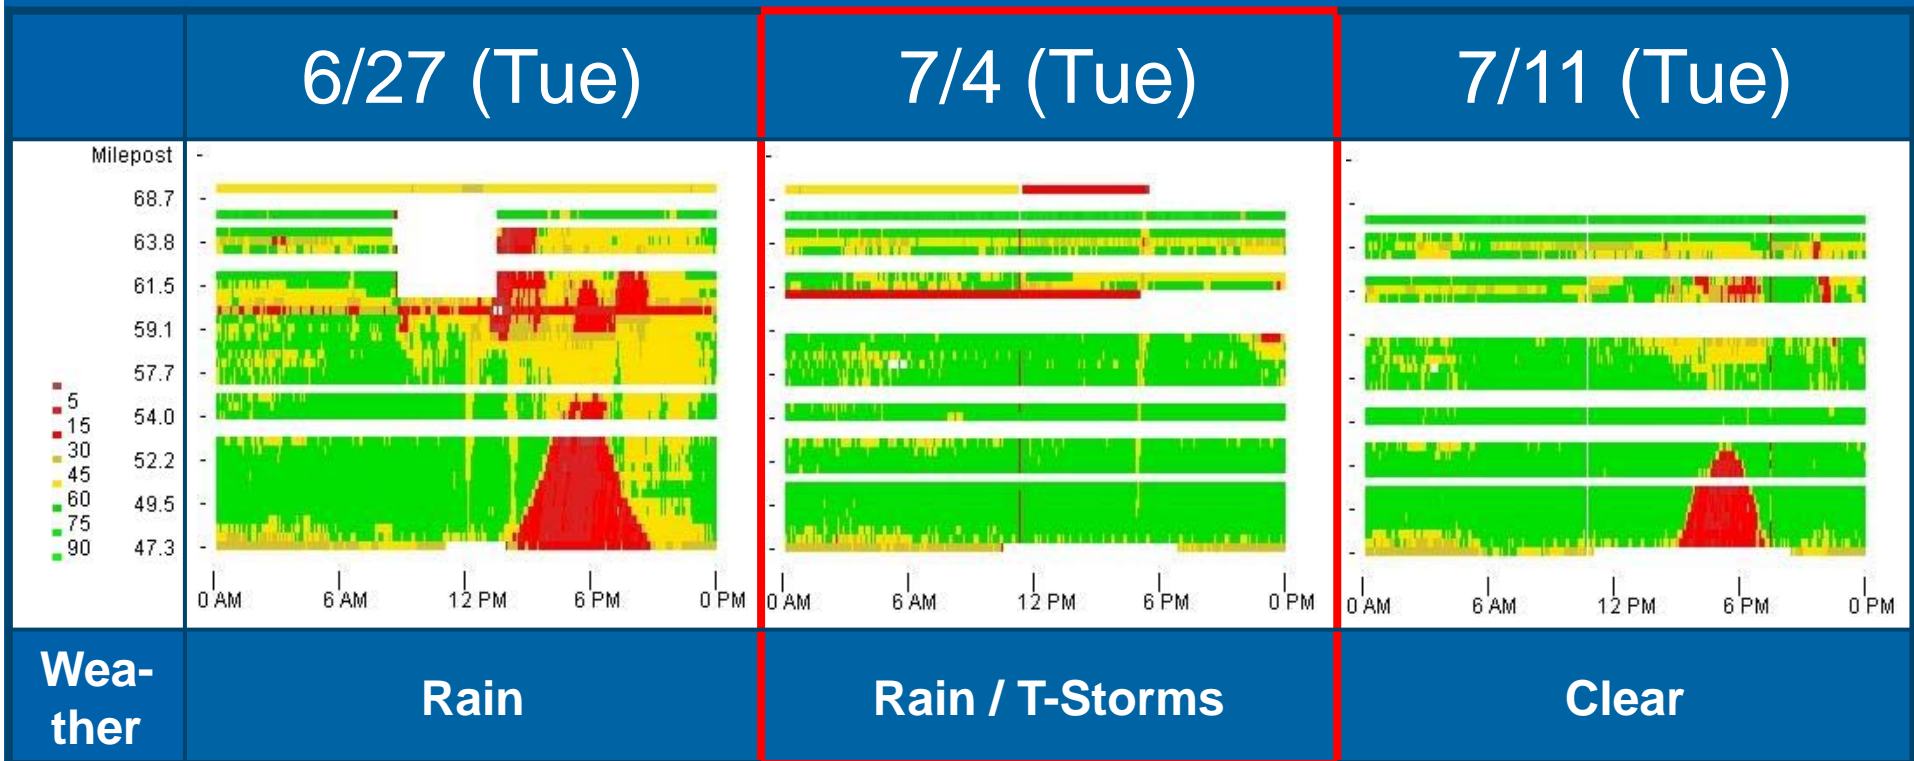 6/27 (Tue)
7/4 (Tue)
7/11 (Tue)
Milepost -
68.7 -
63.8 -
61.5 -
59.1 -
57.7 -
54.0 -
52.2 -
49.5 -
47.3 -
5
15
30
45
60
75
90
0 AM 6 AM 12 PM 6 PM 0 PM
0 AM 6 AM 12 PM 6 PM 0 PM
0 AM 6 AM 12 PM 6 PM 0 PM
Wea-
ther
Rain
Rain / T-Storms
Clear